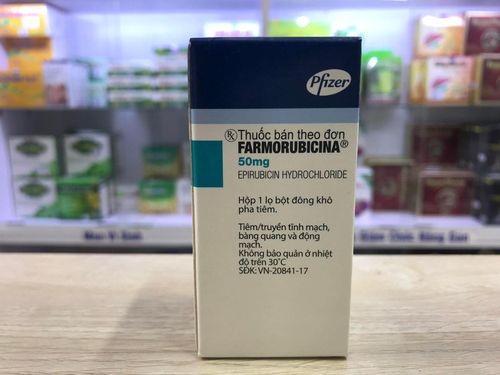 Pfizer
Rx Thuốc bán theo đơn
FARMORUBICINA®
50mg
EPIRUBICIN HYDROCHLORIDE
Hộp 1 lọ bột đông khô
pha tiêm.
Tiêm/truyền tĩnh mạch,
bàng quang và động
mạch.
Không bảo quản ở nhiệt
độ trên 30°C
SĐK: VN-20841-17